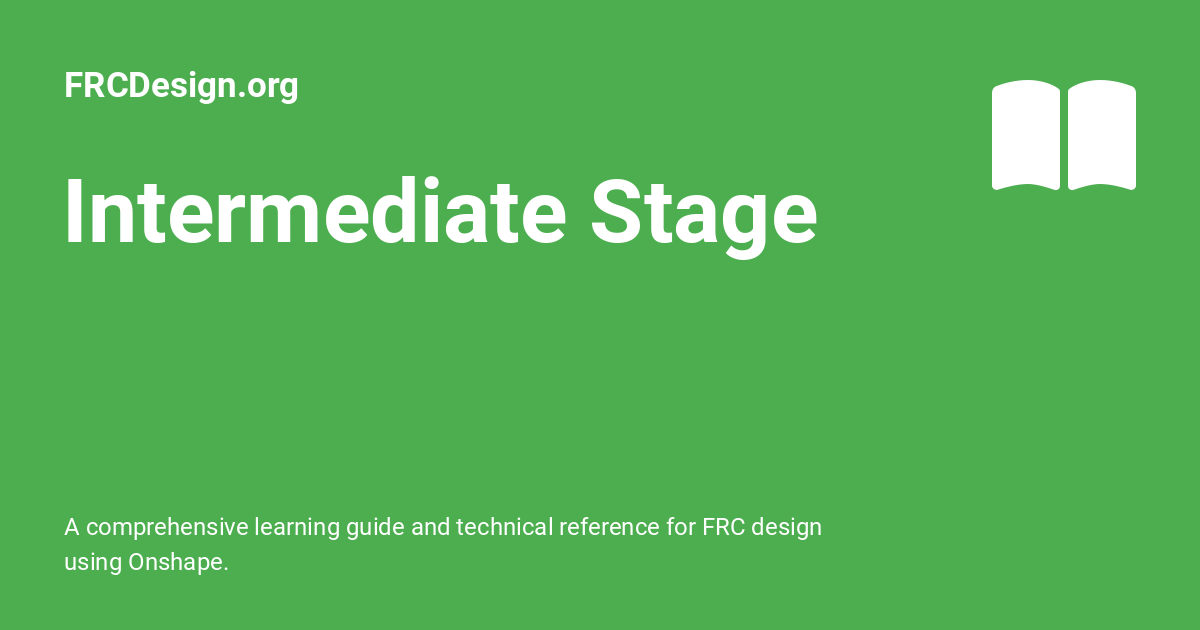 FRCDesign.org
Intermediate Stage
A comprehensive learning guide and technical reference for FRC design
using Onshape.